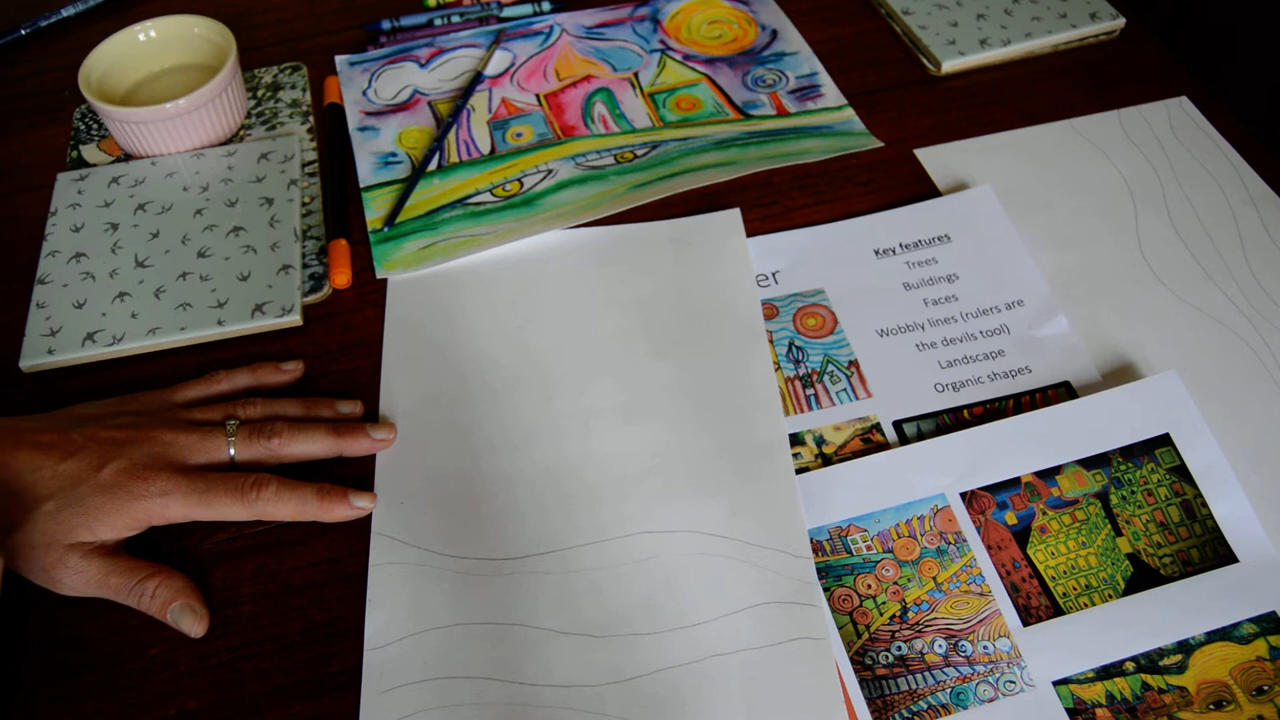 er
Key features
Trees
Buildings
Faces
Wobbly lines (rulers are
the devils tool)
Landscape
Organic shapes